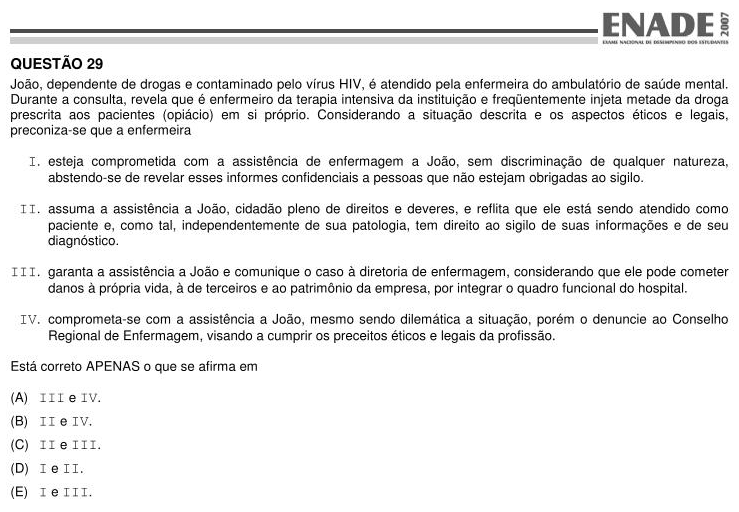 ENADE 2007
EXAME NACIONAL DE DESEMPENHO DOS ESTUDANTES
QUESTÃO 29
João, dependente de drogas e contaminado pelo vírus HIV, é atendido pela enfermeira do ambulatório de saúde mental.
Durante a consulta, revela que é enfermeiro da terapia intensiva da instituição e freqüentemente injeta metade da droga
prescrita aos pacientes (opiácio) em si próprio. Considerando a situação descrita e os aspectos éticos e legais,
preconiza-se que a enfermeira
I. esteja comprometida com a assistência de enfermagem a João, sem discriminação de qualquer natureza,
abstendo-se de revelar esses informes confidenciais a pessoas que não estejam obrigadas ao sigilo.
II. assuma a assistência a João, cidadão pleno de direitos e deveres, e reflita que ele está sendo atendido como
paciente e, como tal, independentemente de sua patologia, tem direito ao sigilo de suas informações e de seu
diagnóstico.
III. garanta a assistência a João e comunique o caso à diretoria de enfermagem, considerando que ele pode cometer
danos à própria vida, à de terceiros e ao patrimônio da empresa, por integrar o quadro funcional do hospital.
IV. comprometa-se com a assistência a João, mesmo sendo dilemática a situação, porém o denuncie ao Conselho
Regional de Enfermagem, visando a cumprir os preceitos éticos e legais da profissão.
Está correto APENAS o que se afirma em
(A) III e IV.
(B) II e IV.
(C) II e III.
(D) I e II.
(E) I e III.